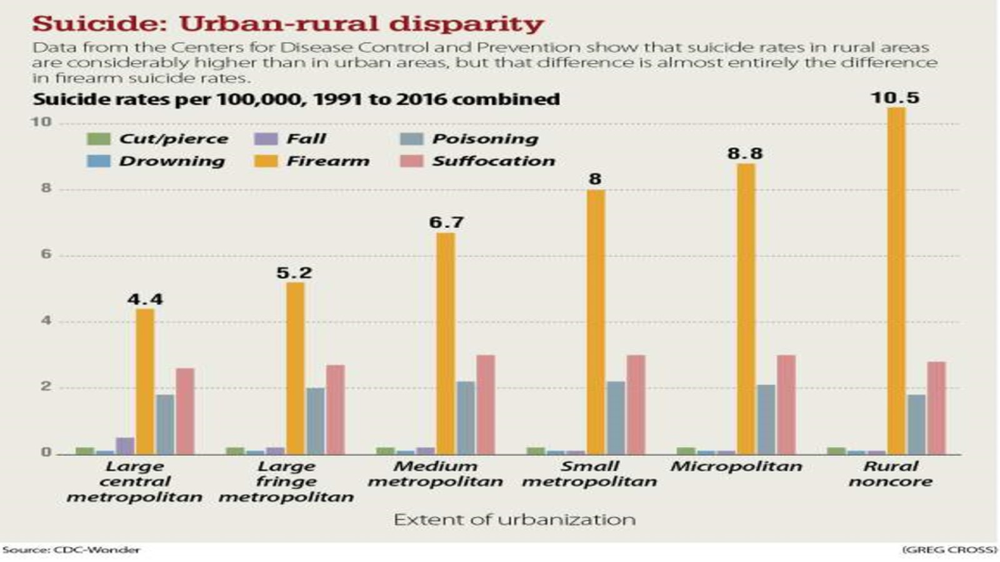 Suicide: Urban-rural disparity
Data from the Centers for Disease Control and Prevention show that suicide rates in rural areas
are considerably higher than in urban areas, but that difference is almost entirely the difference
in firearm suicide rates.
Suicide rates per 100,000, 1991 to 2016 combined
10.5
10
Cut/pierce Fall Poisoning
Drowning Firearm Suffocation
8.8
8
8
6.7
6
5.2
4.4
4
2
0
Large central metropolitan
Large fringe metropolitan
Medium metropolitan
Small metropolitan
Micropolitan
Rural noncore
Extent of urbanization
Source: CDC-Wonder
(GREG CROSS)